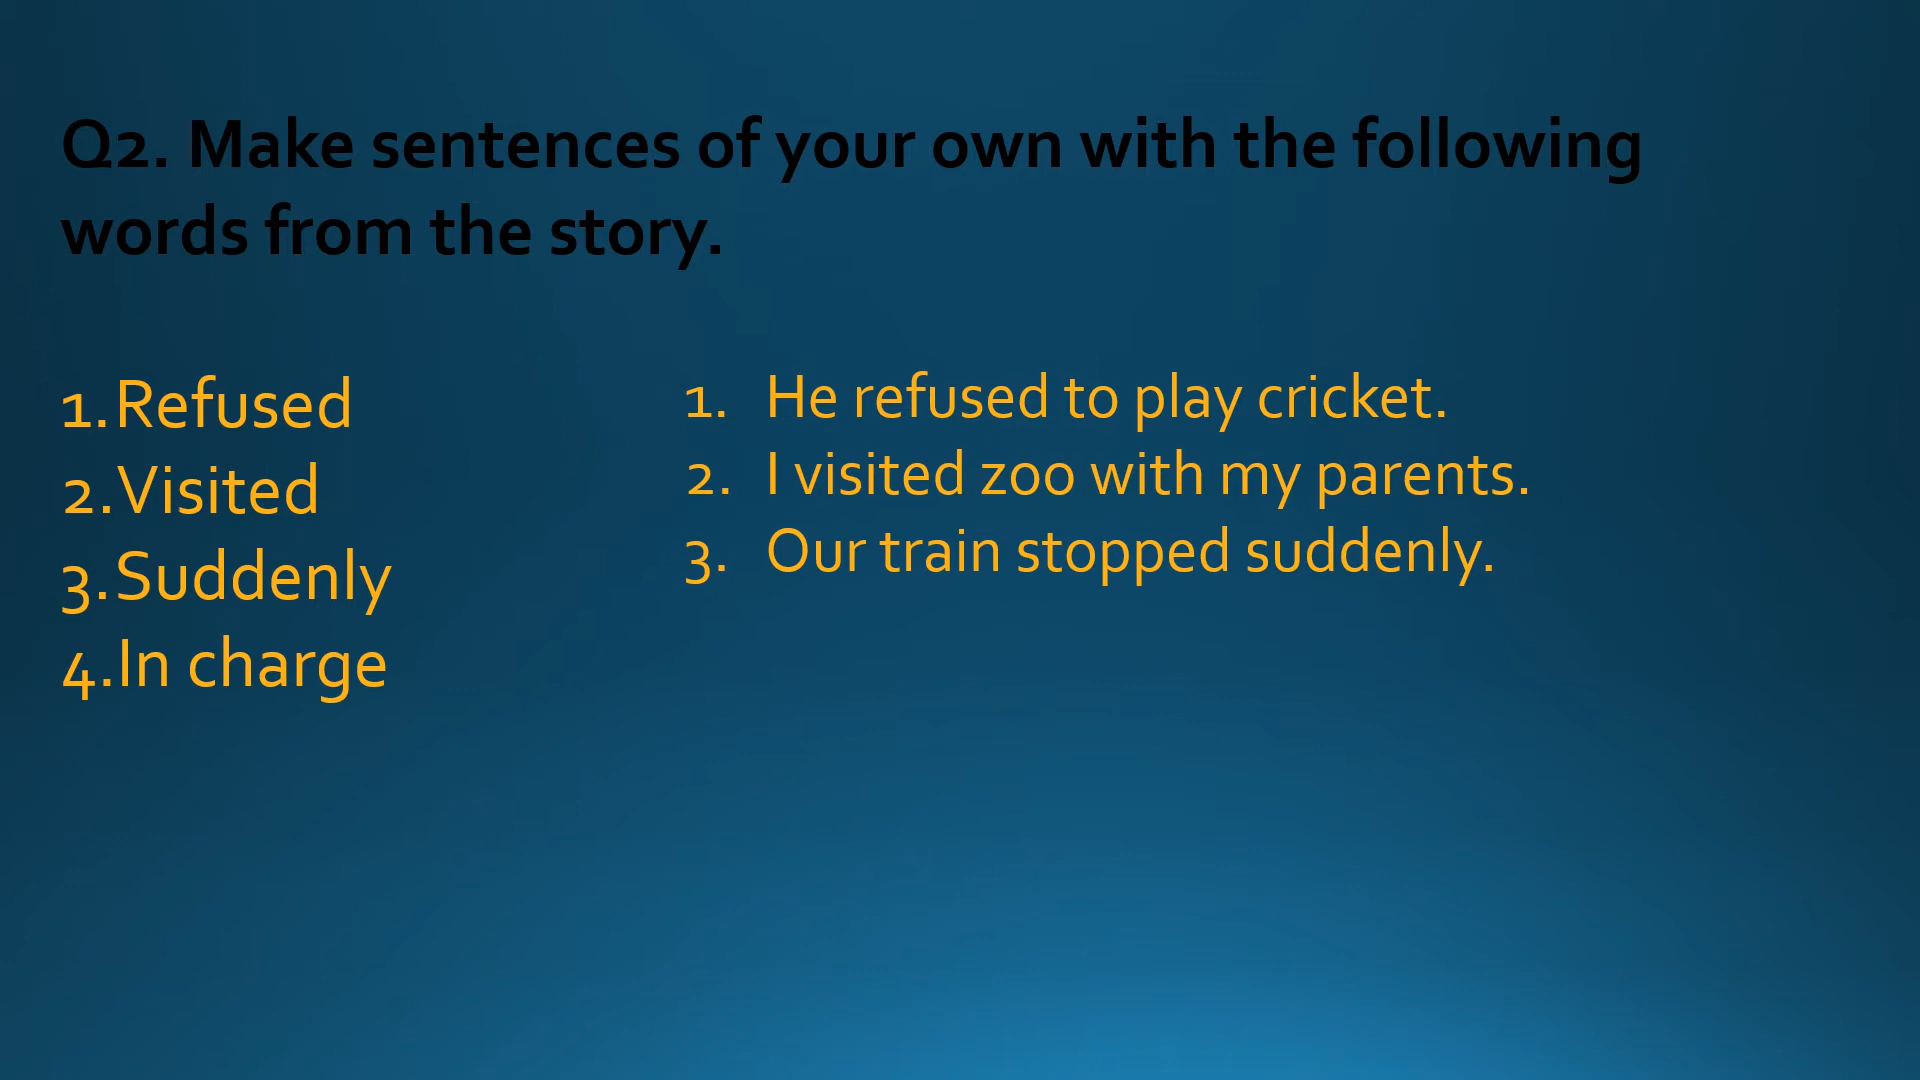 Q2. Make sentences of your own with the following
words from the story.
1.Refused
2.Visited
3.Suddenly
4.In charge
1. He refused to play cricket.
2. I visited zoo with my parents.
3. Our train stopped suddenly.